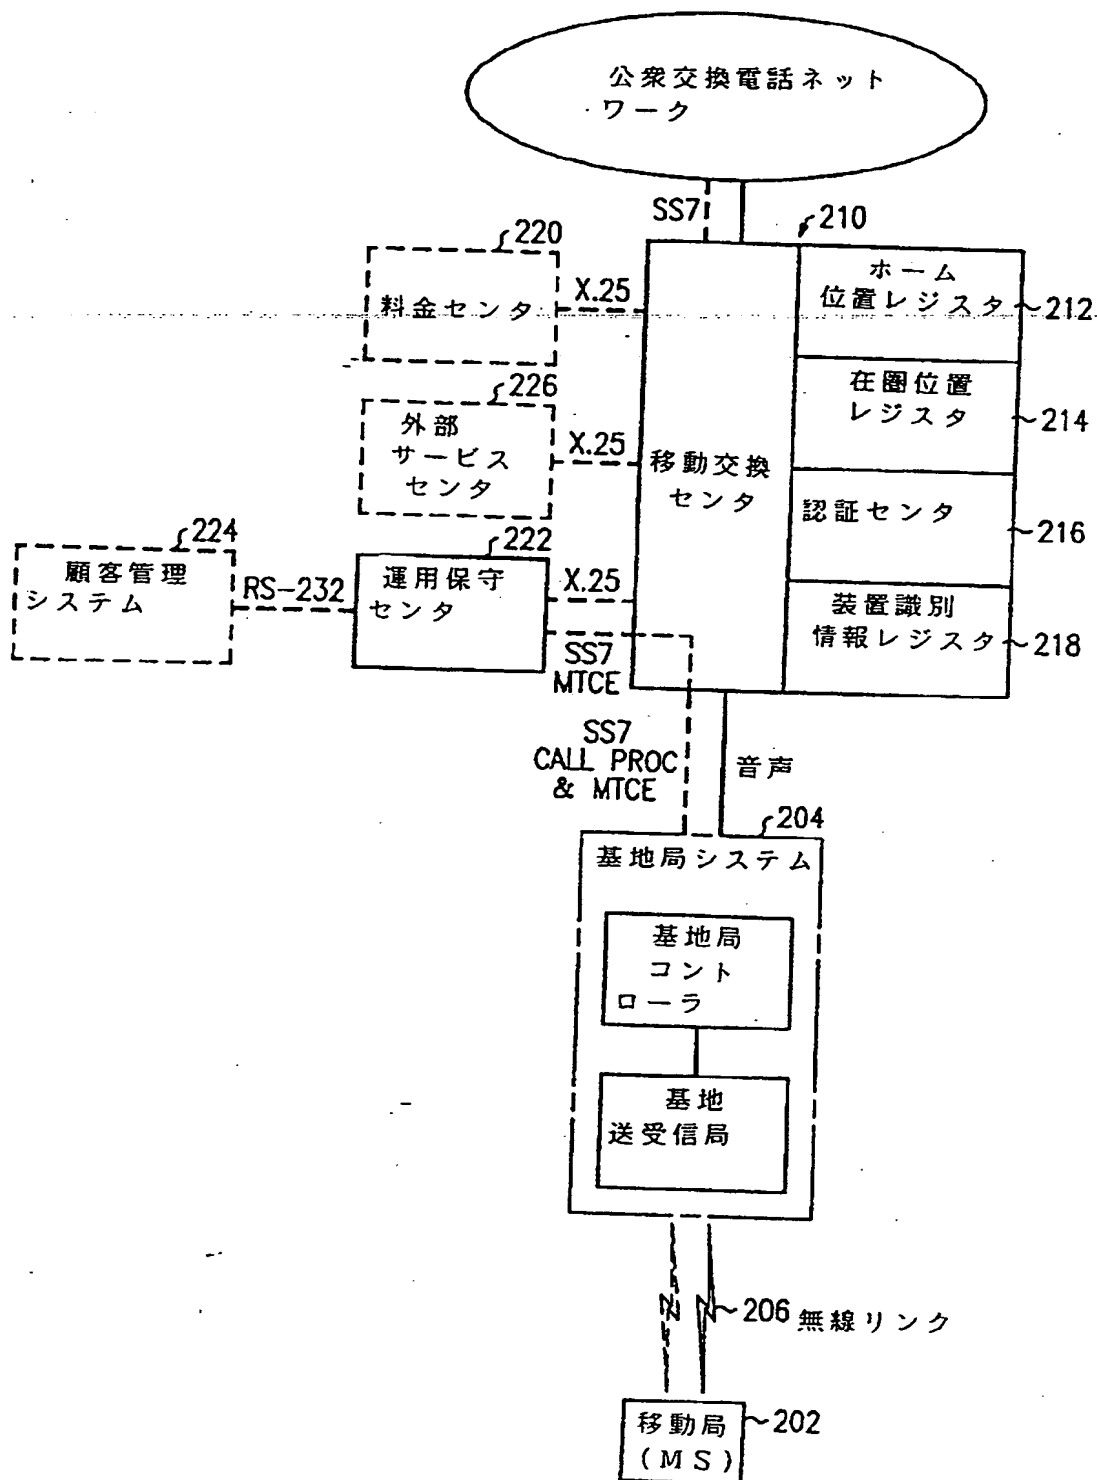 公衆交換電話ネット
ワーク
SS7
210
220
料金センタ
X.25
ホーム
位置レジスタ
212
226
外部
サービス
センタ
X.25
移動交換
センタ
在圏位置
レジスタ
214
認証センタ
216
224
顧客管理
システム
RS-232
222
運用保守
センタ
X.25
SS7
MTCE
装置識別
情報レジスタ
218
SS7
CALL PROC
& MTCE
音声
204
基地局システム
基地局
コント
ローラ
基地
送受信局
206 無線リンク
移動局
(MS)
202